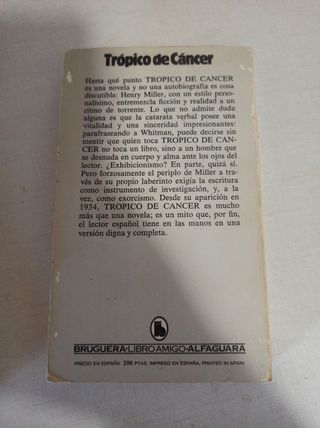 Trópico de Cáncer
Hasta qué punto TROPICO DE CANCER
es una novela y no una autobiografía es cosa
discutible: Henry Miller, con un estilo perso-
nalísimo, entremezcla ficción y realidad a un
ritmo de torrente. Lo que no admite duda
alguna es que la catarata verbal posee una
vitalidad y una sinceridad impresionantes:
parafraseando a Whitman, puede decirse sin
mentir que quien toca TROPICO DE CAN-
CER no toca un libro, sino a un hombre que
se desnuda en cuerpo y alma ante los ojos del
lector. ¿Exhibicionismo? En parte, quizá sí.
Pero forzosamente el periplo de Miller a tra-
vés de su propio laberinto exigía la escritura
como instrumento de investigación, y, a la
vez, como exorcismo. Desde su aparición en
1934, TROPICO DE CANCER es mucho
más que una novela; es un mito que, por fin,
el lector español tiene en las manos en una
versión digna y completa.
BRUGUERA·LIBRO AMIGO·ALFAGUARA
PRECIO EN ESPAÑA 200 PTAS. IMPRESO EN ESPAÑA, PRINTED IN SPAIN